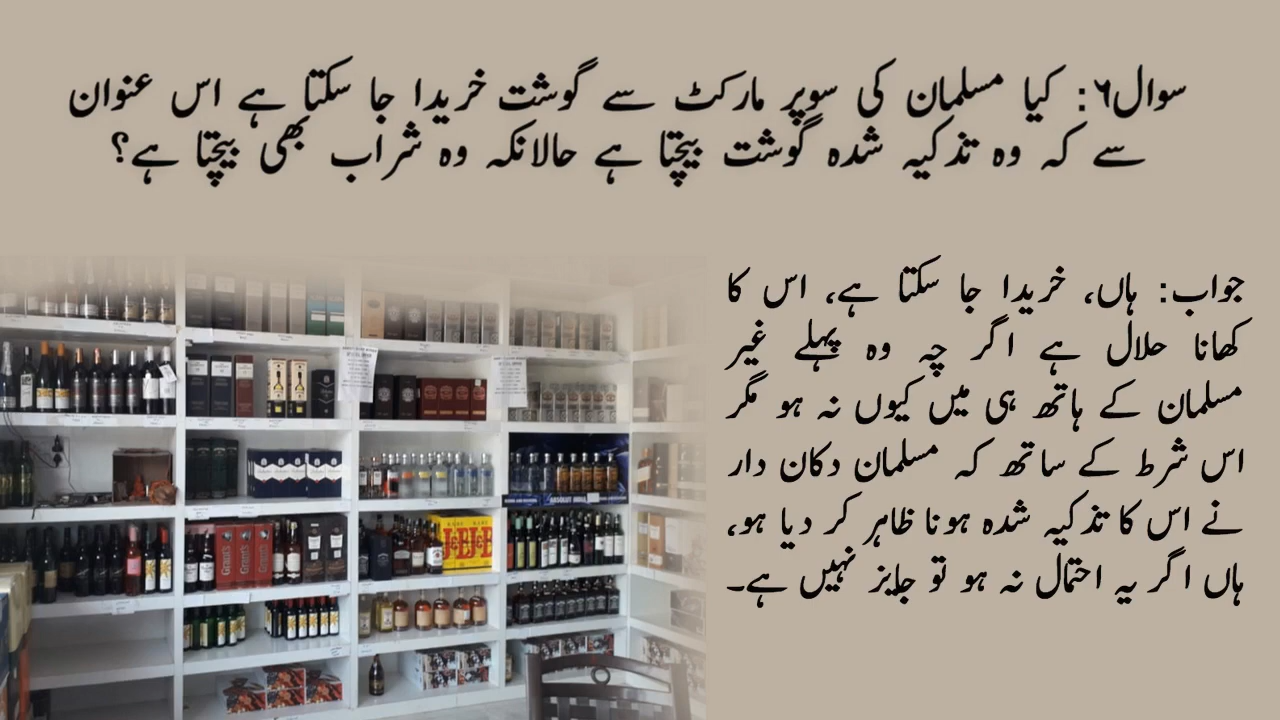 سوال۶: کیا مسلمان کی سوپر مارکٹ سے گوشت خریدا جا سکتا ہے اس عنوان
سے کہ وہ تذکیہ شدہ گوشت بیچتا ہے حالانکہ وہ شراب بھی بیچتا ہے؟
جواب: ہاں، خریدا جا سکتا ہے، اس کا
کھانا حلال ہے اگر چہ وہ پہلے غیر
مسلمان کے ہاتھ ہی میں کیوں نہ ہو مگر
اس شرط کے ساتھ کہ مسلمان دکان دار
نے اس کا تذکیہ شدہ ہونا ظاہر کر دیا ہو،
ہاں اگر یہ احتمال نہ ہو تو جایز نہیں ہے۔
Grant's
J&B